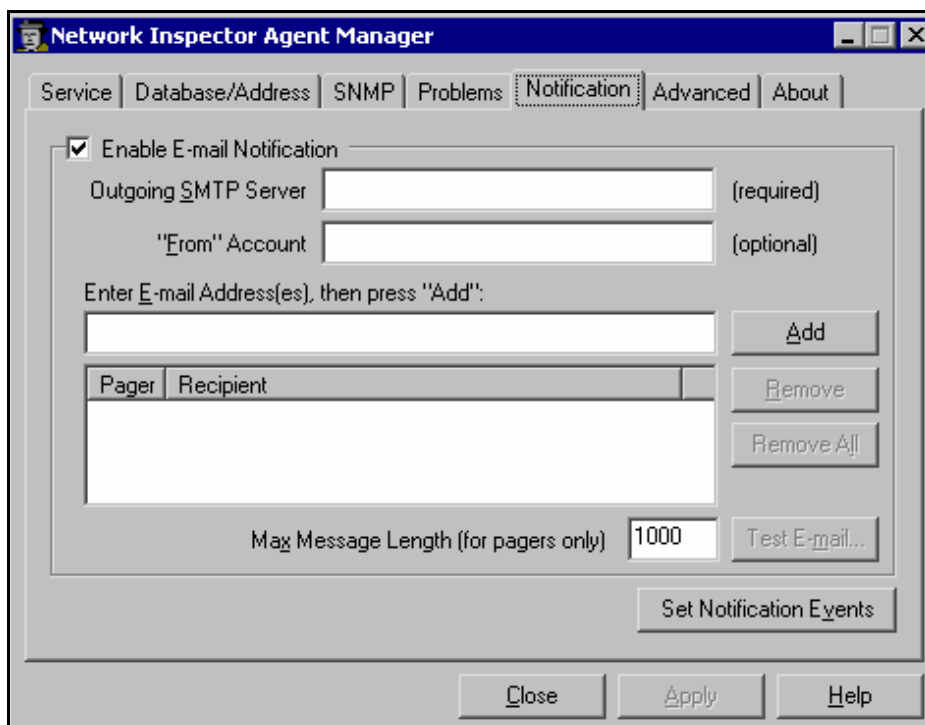 Network Inspector Agent Manager
Service Database/Address SNMP Problems Notification Advanced About
Enable E-mail Notification
Outgoing SMTP Server (required)
"From" Account (optional)
Enter E-mail Address(es), then press "Add":
Add
Pager Recipient
Remove
Remove All
Max Message Length (for pagers only) 1000 Test E-mail...
Set Notification Events
Close Apply Help